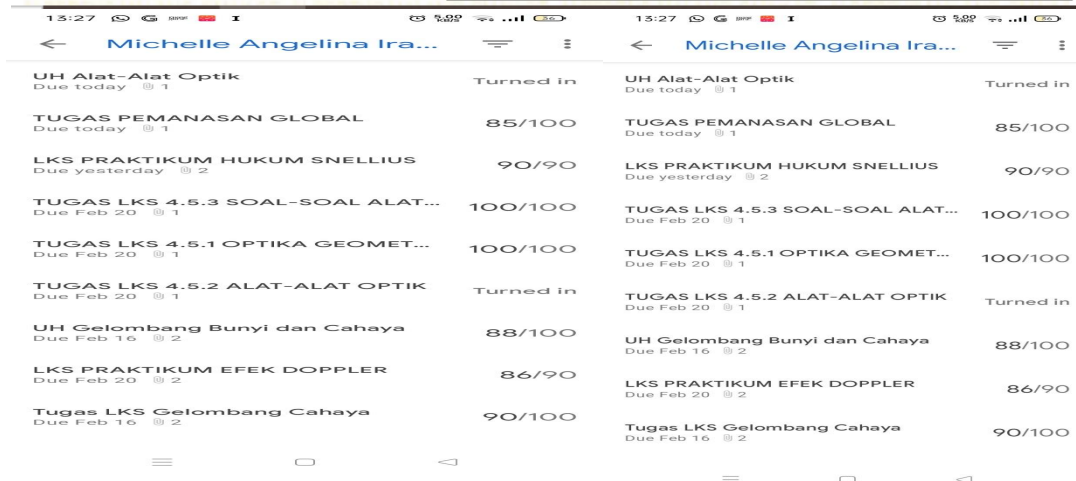 13:27
5.00
KB/S
36
Michelle Angelina Ira...
UH Alat-Alat Optik
Due today 1
Turned in
TUGAS PEMANASAN GLOBAL
Due today 1
85/100
LKS PRAKTIKUM HUKUM SNELLIUS
Due yesterday 2
90/90
TUGAS LKS 4.5.3 SOAL-SOAL ALAT...
Due Feb 20 1
100/100
TUGAS LKS 4.5.1 OPTIKA GEOMET...
Due Feb 20 1
100/100
TUGAS LKS 4.5.2 ALAT-ALAT OPTIK
Due Feb 20 1
Turned in
UH Gelombang Bunyi dan Cahaya
Due Feb 16 2
88/100
LKS PRAKTIKUM EFEK DOPPLER
Due Feb 20 2
86/90
Tugas LKS Gelombang Cahaya
Due Feb 16 2
90/100
13:27
5.00
KB/S
36
Michelle Angelina Ira...
UH Alat-Alat Optik
Due today 1
Turned in
TUGAS PEMANASAN GLOBAL
Due today 1
85/100
LKS PRAKTIKUM HUKUM SNELLIUS
Due yesterday 2
90/90
TUGAS LKS 4.5.3 SOAL-SOAL ALAT...
Due Feb 20 1
100/100
TUGAS LKS 4.5.1 OPTIKA GEOMET...
Due Feb 20 1
100/100
TUGAS LKS 4.5.2 ALAT-ALAT OPTIK
Due Feb 20 1
Turned in
UH Gelombang Bunyi dan Cahaya
Due Feb 16 2
88/100
LKS PRAKTIKUM EFEK DOPPLER
Due Feb 20 2
86/90
Tugas LKS Gelombang Cahaya
Due Feb 16 2
90/100